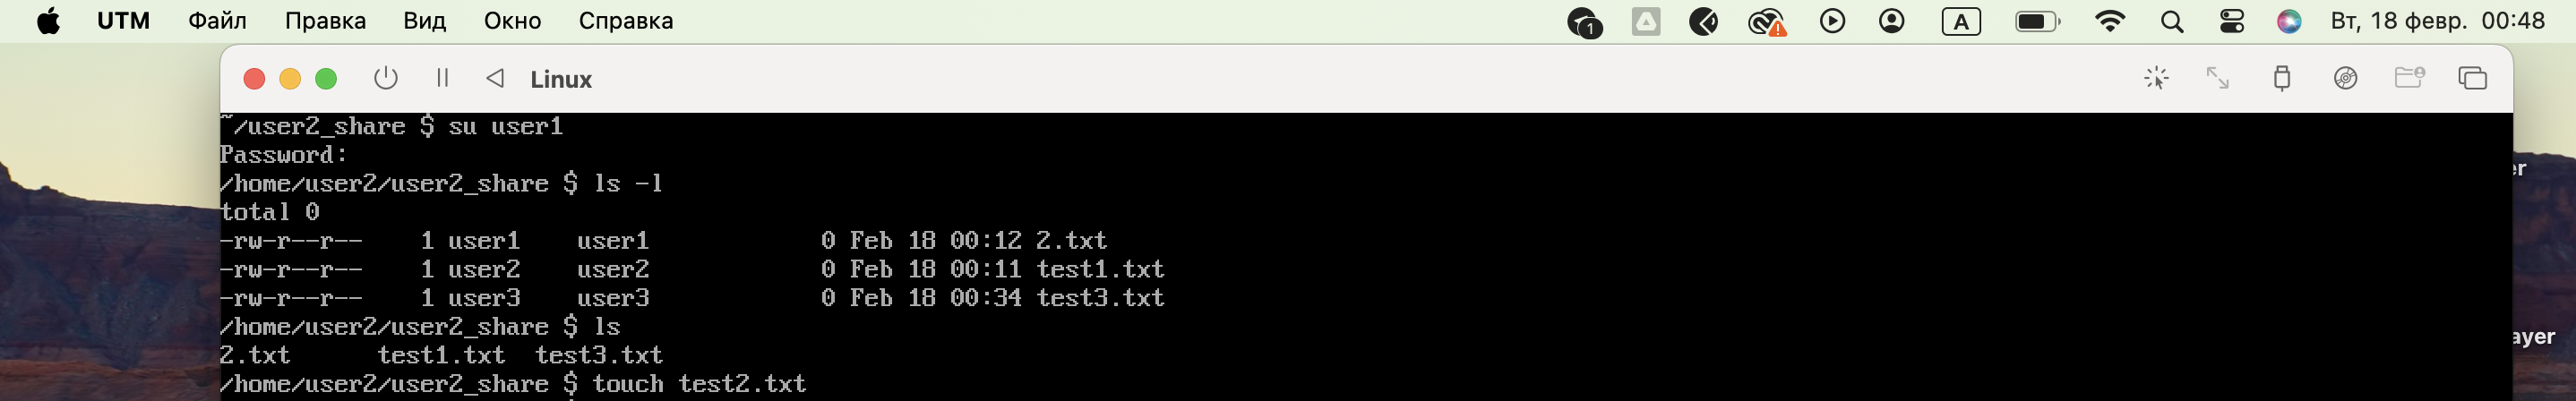 UTM Файл Правка Вид Окно Справка 1 A Вт, 18 февр. 00:48
Linux
~/user2_share $ su user1
Password:
/home/user2/user2_share $ ls -l
total 0
-rw-r--r-- 1 user1 user1 0 Feb 18 00:12 2.txt
-rw-r--r-- 1 user2 user2 0 Feb 18 00:11 test1.txt
-rw-r--r-- 1 user3 user3 0 Feb 18 00:34 test3.txt
/home/user2/user2_share $ ls
2.txt test1.txt test3.txt
/home/user2/user2_share $ touch test2.txt
er
ayer